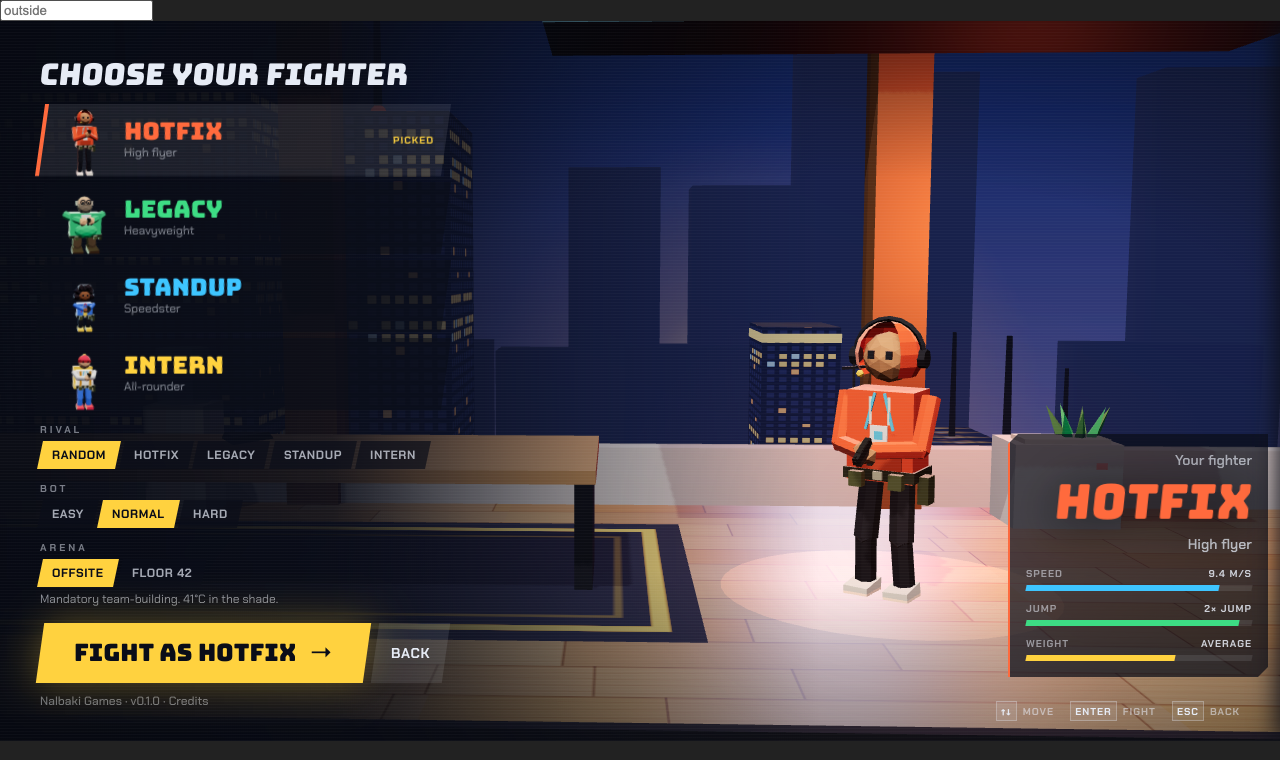 outside
CHOOSE YOUR FIGHTER
HOTFIX
High flyer
PICKED
LEGACY
Heavyweight
STANDUP
Speedster
INTERN
All-rounder
RIVAL
RANDOM HOTFIX LEGACY STANDUP INTERN
BOT
EASY NORMAL HARD
ARENA
OFFSITE FLOOR 42
Mandatory team-building. 41°C in the shade.
FIGHT AS HOTFIX → BACK
Nalbaki Games · v0.1.0 · Credits
Your fighter
HOTFIX
High flyer
SPEED 9.4 M/S
JUMP 2× JUMP
WEIGHT AVERAGE
↑↓ MOVE ENTER FIGHT ESC BACK